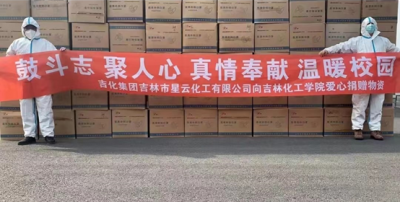 鼓斗志 聚人心 真情奉献 温暖校园
吉化集团吉林市星云化工有限公司向吉林化工学院爱心捐赠物资